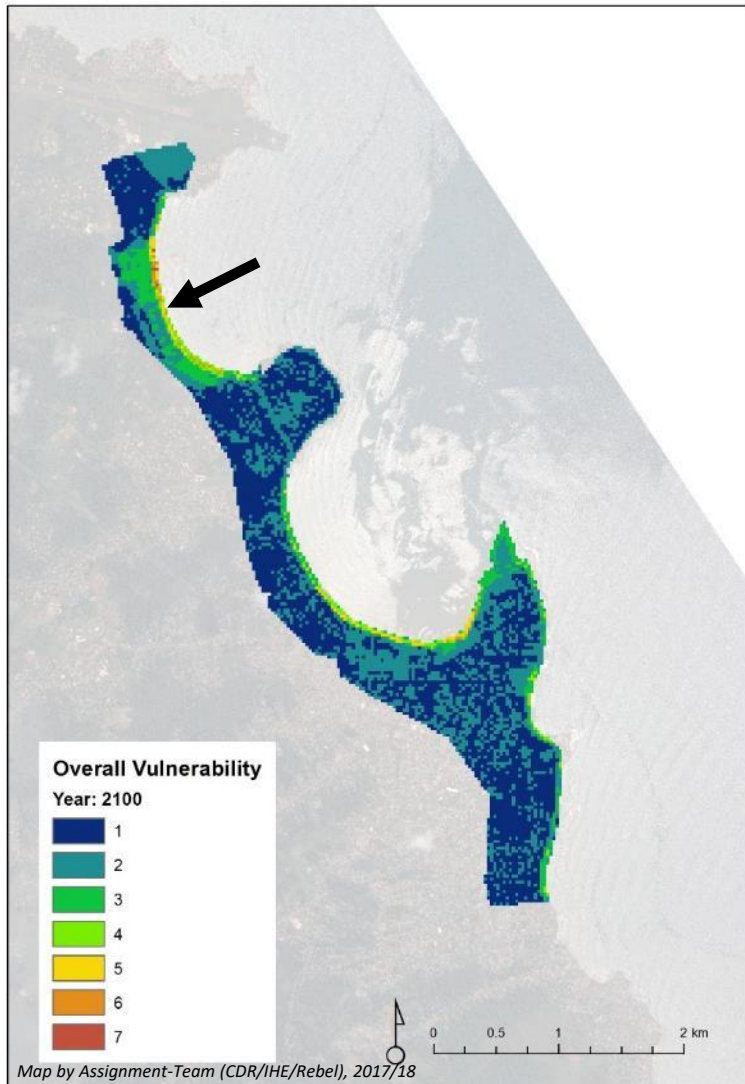 Overall Vulnerability
Year: 2100
1
2
3
4
5
6
7
0 0.5 1 2 km
Map by Assignment-Team (CDR/IHE/Rebel), 2017/18